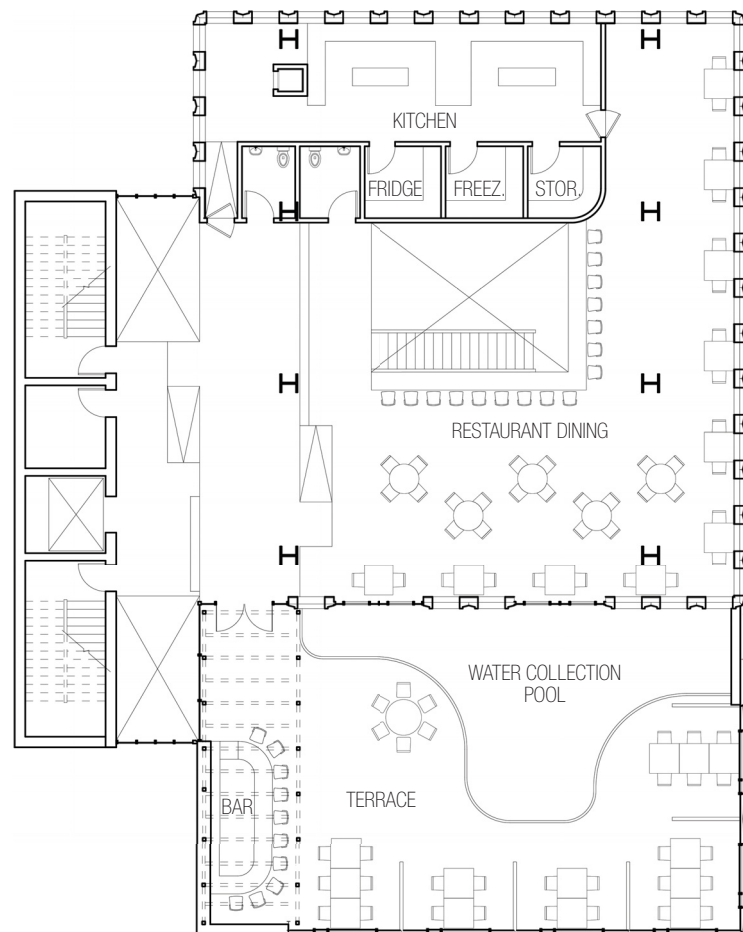 KITCHEN
FRIDGE
FREEZ.
STOR.
RESTAURANT DINING
WATER COLLECTION
POOL
TERRACE
BAR